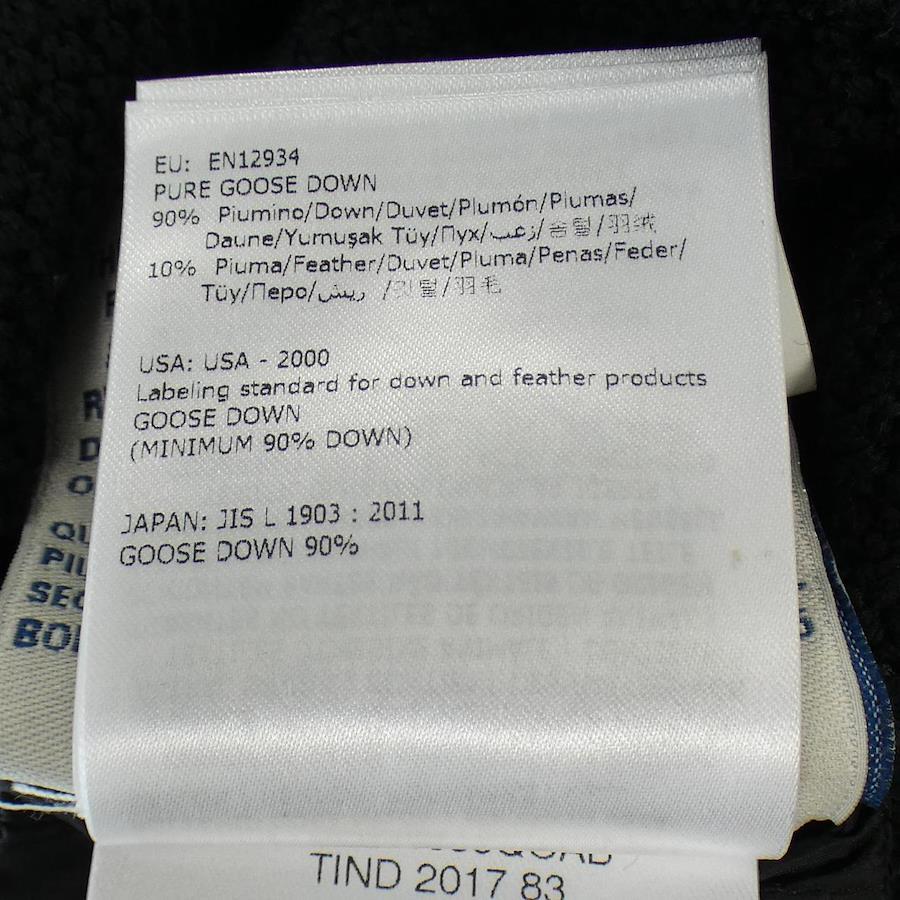 EU: EN12934
PURE GOOSE DOWN
90% Piumino/Down/Duvet/Plumón/Plumas/
Daune/Yumuşak Tüy/Пух/زغب/솜털/羽绒
10% Piuma/Feather/Duvet/Pluma/Penas/Feder/
Tüy/Перо/ريش /깃털/羽毛
USA: USA - 2000
Labeling standard for down and feather products
GOOSE DOWN
(MINIMUM 90% DOWN)
JAPAN: JIS L 1903 : 2011
GOOSE DOWN 90%
TIND 2017 83